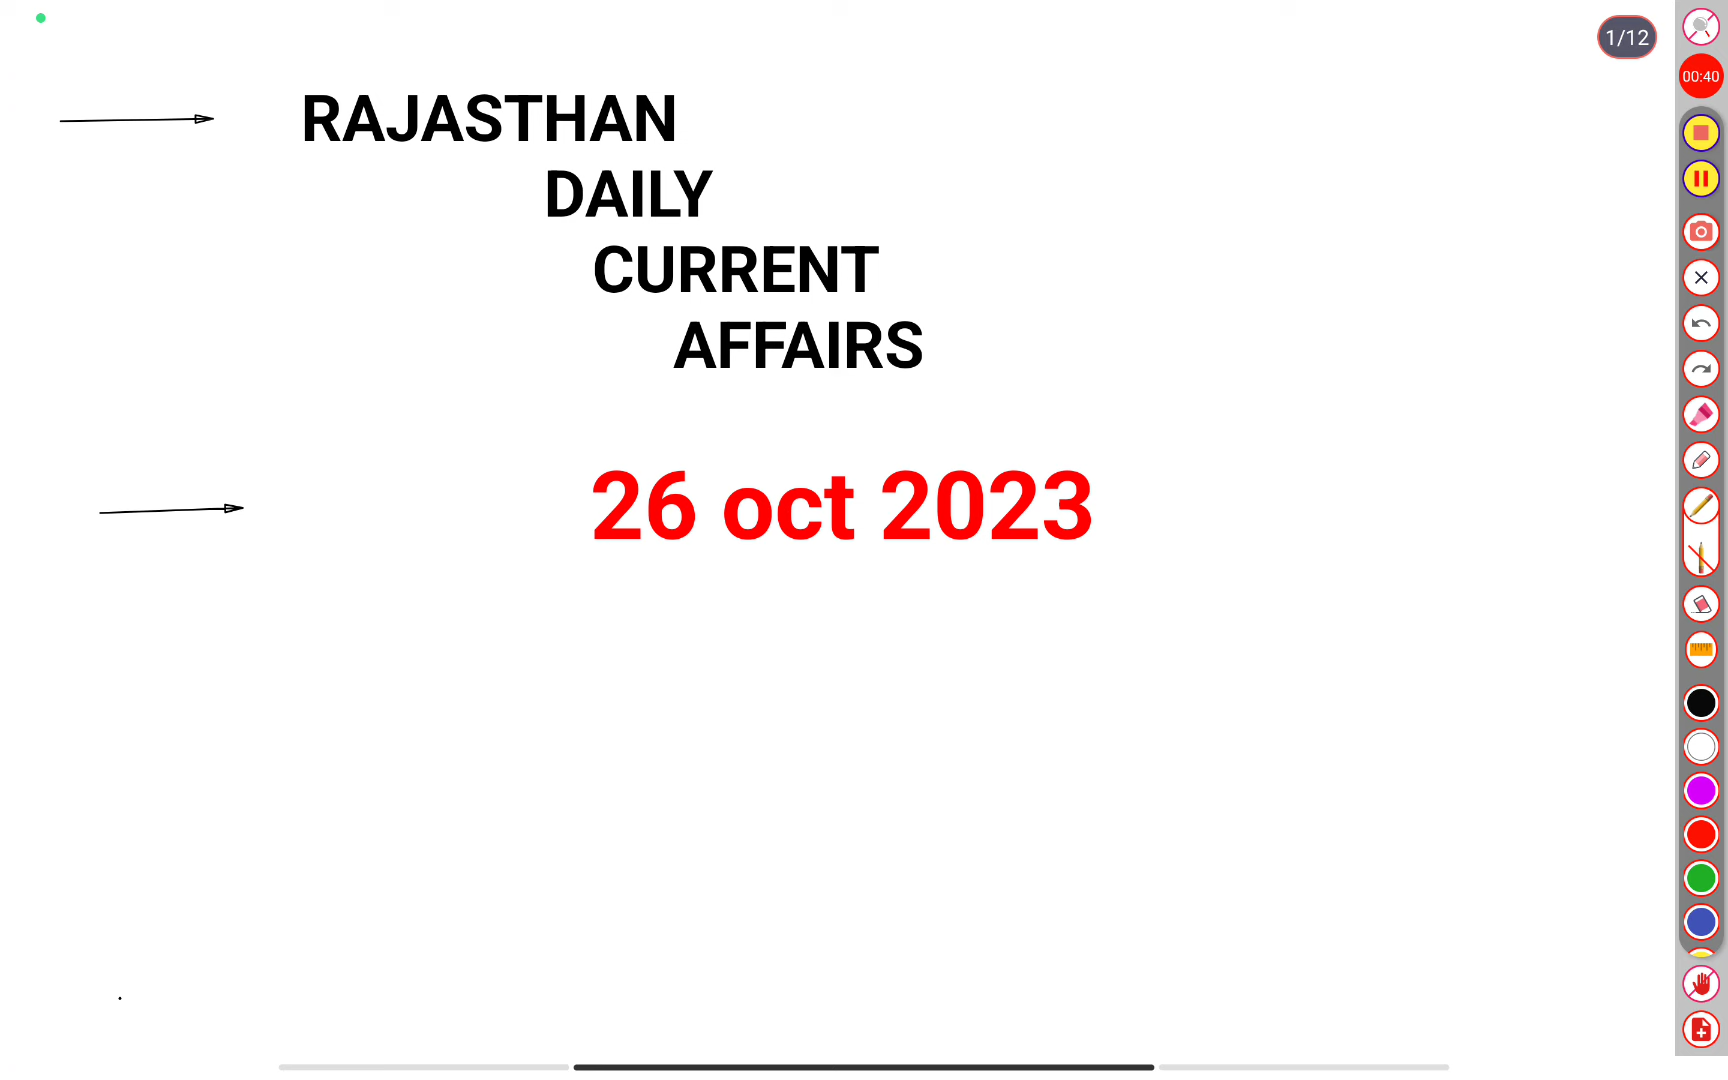 1/12
00:40
RAJASTHAN
DAILY
CURRENT
AFFAIRS
26 oct 2023